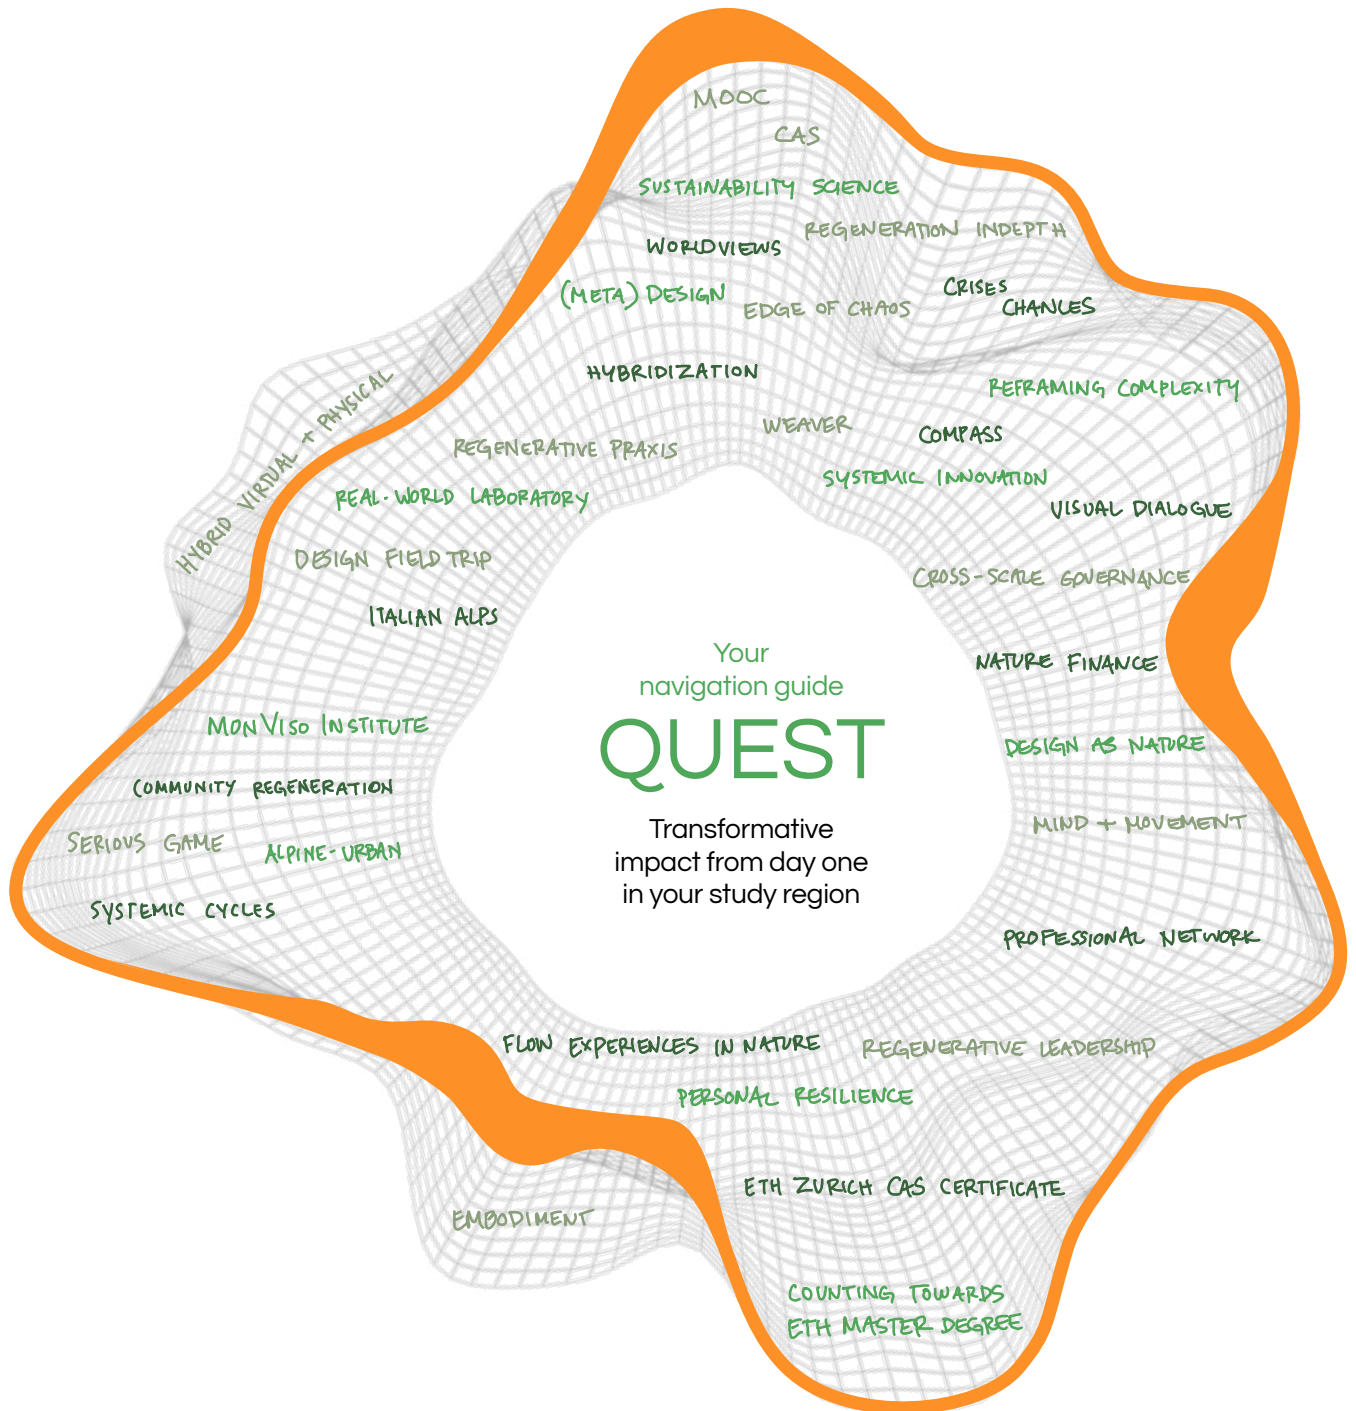 MOOC
CAS
SUSTAINABILITY SCIENCE
REGENERATION INDEPTH
WORLDVIEWS
(META) DESIGN
EDGE OF CHAOS
CRISES
CHANCES
HYBRIDIZATION
REFRAMING COMPLEXITY
HYBRID VIRTUAL + PHYSICAL
WEAVER
COMPASS
REGENERATIVE PRAXIS
SYSTEMIC INNOVATION
REAL-WORLD LABORATORY
VISUAL DIALOGUE
DESIGN FIELD TRIP
CROSS-SCALE GOVERNANCE
ITALIAN ALPS
NATURE FINANCE
Your
navigation guide
QUEST
Transformative
impact from day one
in your study region
MONVISO INSTITUTE
DESIGN AS NATURE
COMMUNITY REGENERATION
MIND + MOVEMENT
SERIOUS GAME
ALPINE-URBAN
SYSTEMIC CYCLES
PROFESSIONAL NETWORK
FLOW EXPERIENCES IN NATURE
REGENERATIVE LEADERSHIP
PERSONAL RESILIENCE
ETH ZURICH CAS CERTIFICATE
EMBODIMENT
COUNTING TOWARDS
ETH MASTER DEGREE